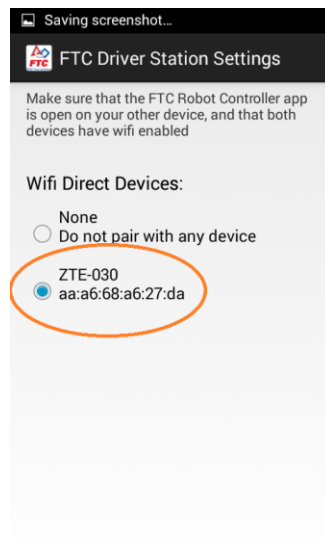 Saving screenshot...
FTC FTC Driver Station Settings
Make sure that the FTC Robot Controller app
is open on your other device, and that both
devices have wifi enabled
Wifi Direct Devices:
None
Do not pair with any device
ZTE-030
aa:a6:68:a6:27:da